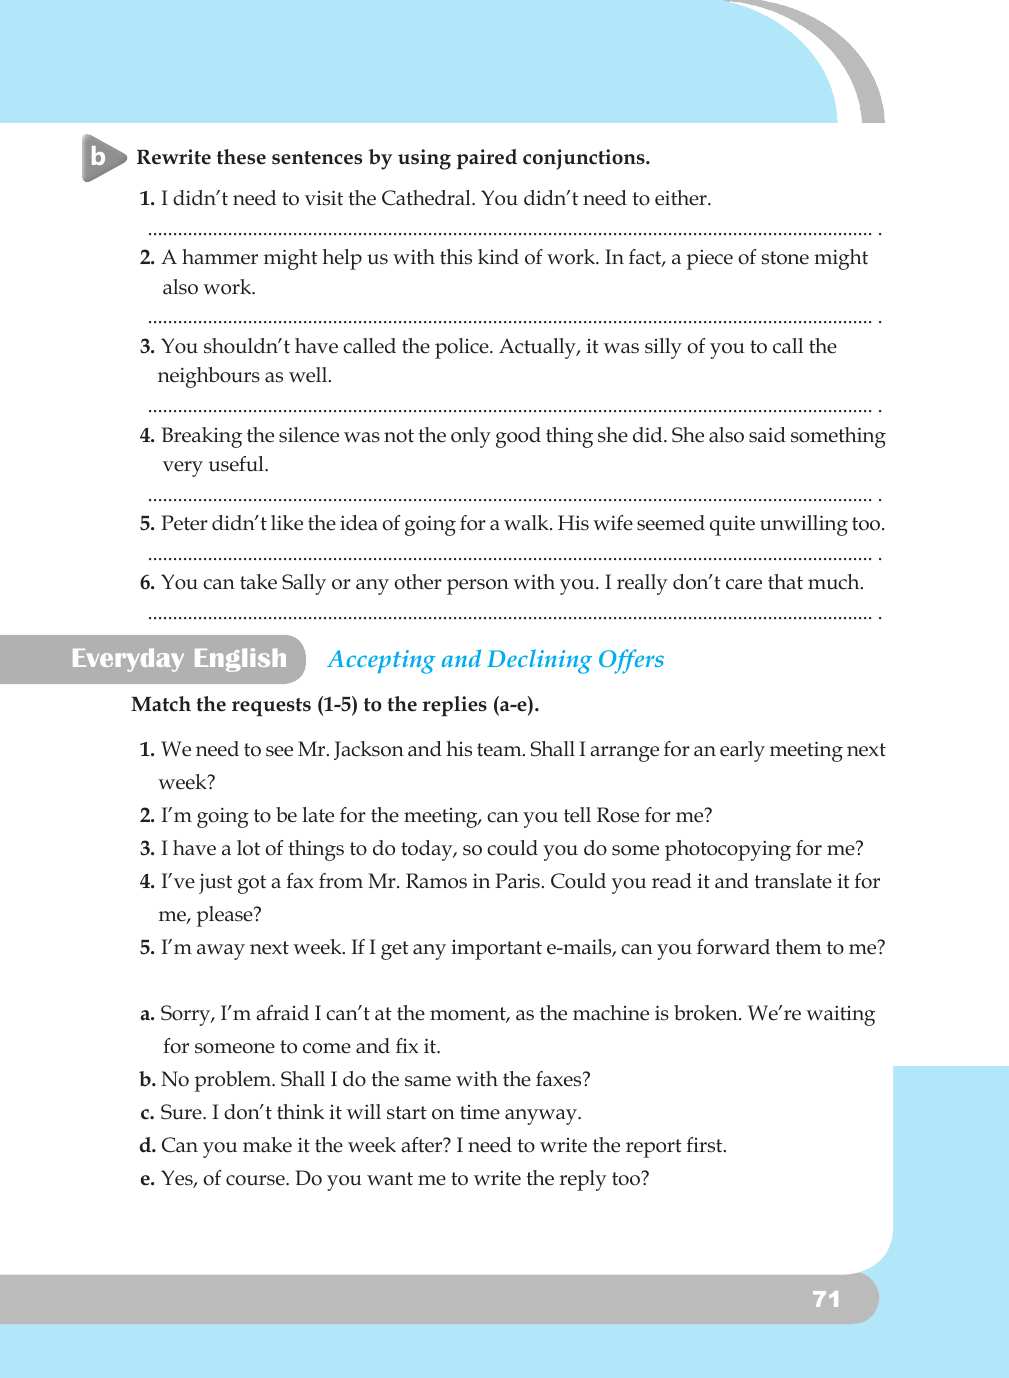 b Rewrite these sentences by using paired conjunctions.
1. I didn't need to visit the Cathedral. You didn't need to either.
................................................................................................................................................. .
2. A hammer might help us with this kind of work. In fact, a piece of stone might
also work.
................................................................................................................................................. .
3. You shouldn't have called the police. Actually, it was silly of you to call the
neighbours as well.
................................................................................................................................................. .
4. Breaking the silence was not the only good thing she did. She also said something
very useful.
................................................................................................................................................. .
5. Peter didn't like the idea of going for a walk. His wife seemed quite unwilling too.
................................................................................................................................................. .
6. You can take Sally or any other person with you. I really don't care that much.
................................................................................................................................................. .
Everyday English Accepting and Declining Offers
Match the requests (1-5) to the replies (a-e).
1. We need to see Mr. Jackson and his team. Shall I arrange for an early meeting next
week?
2. I'm going to be late for the meeting, can you tell Rose for me?
3. I have a lot of things to do today, so could you do some photocopying for me?
4. I've just got a fax from Mr. Ramos in Paris. Could you read it and translate it for
me, please?
5. I'm away next week. If I get any important e-mails, can you forward them to me?
a. Sorry, I'm afraid I can't at the moment, as the machine is broken. We're waiting
for someone to come and fix it.
b. No problem. Shall I do the same with the faxes?
c. Sure. I don't think it will start on time anyway.
d. Can you make it the week after? I need to write the report first.
e. Yes, of course. Do you want me to write the reply too?
71